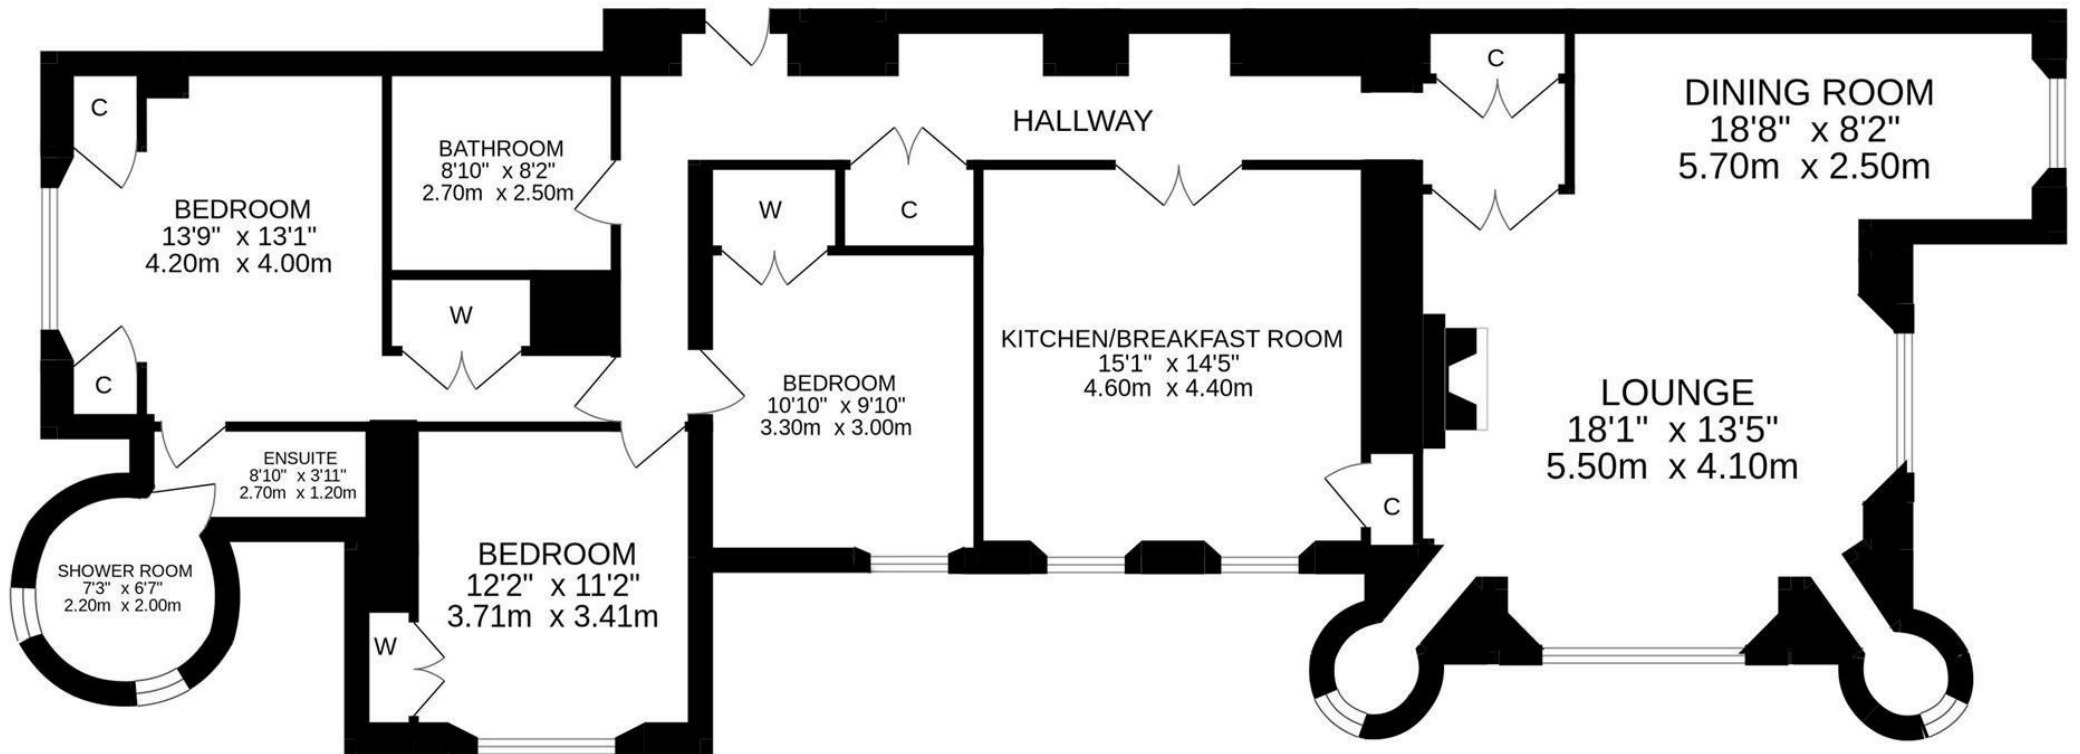 C
BEDROOM
13'9" x 13'1"
4.20m x 4.00m
C
BATHROOM
8'10" x 8'2"
2.70m x 2.50m
W
ENSUITE
8'10" x 3'11"
2.70m x 1.20m
SHOWER ROOM
7'3" x 6'7"
2.20m x 2.00m
BEDROOM
12'2" x 11'2"
3.71m x 3.41m
W
W
C
BEDROOM
10'10" x 9'10"
3.30m x 3.00m
HALLWAY
KITCHEN/BREAKFAST ROOM
15'1" x 14'5"
4.60m x 4.40m
C
C
DINING ROOM
18'8" x 8'2"
5.70m x 2.50m
LOUNGE
18'1" x 13'5"
5.50m x 4.10m